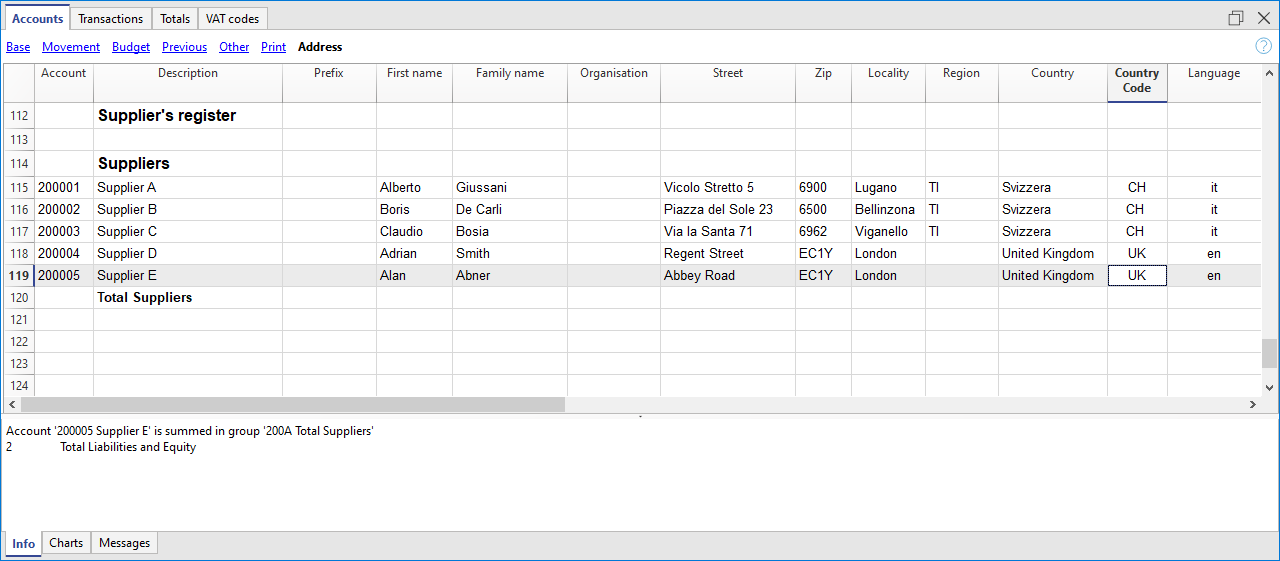 Accounts Transactions Totals VAT codes
Base Movement Budget Previous Other Print Address ?
Account Description Prefix First name Family name Organisation Street Zip Locality Region Country Country Code Language
112 Supplier's register
113
114 Suppliers
115 200001 Supplier A Alberto Giussani Vicolo Stretto 5 6900 Lugano TI Svizzera CH it
116 200002 Supplier B Boris De Carli Piazza del Sole 23 6500 Bellinzona TI Svizzera CH it
117 200003 Supplier C Claudio Bosia Via la Santa 71 6962 Viganello TI Svizzera CH it
118 200004 Supplier D Adrian Smith Regent Street EC1Y London United Kingdom UK en
119 200005 Supplier E Alan Abner Abbey Road EC1Y London United Kingdom UK en
120 Total Suppliers
121
122
123
124
Account '200005 Supplier E' is summed in group '200A Total Suppliers'
2 Total Liabilities and Equity
Info Charts Messages